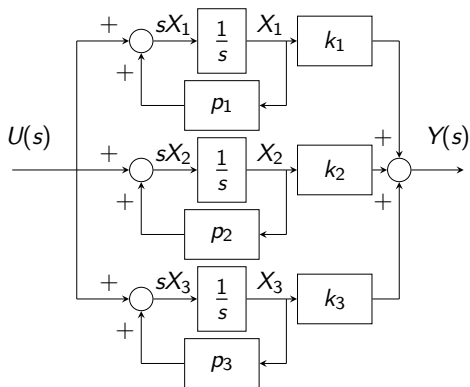 + sX₁ 1/s X₁ k₁
+ p₁
U(s) + Y(s)
+ sX₂ 1/s X₂ k₂
+ p₂ +
+ sX₃ 1/s X₃ k₃
+ p₃